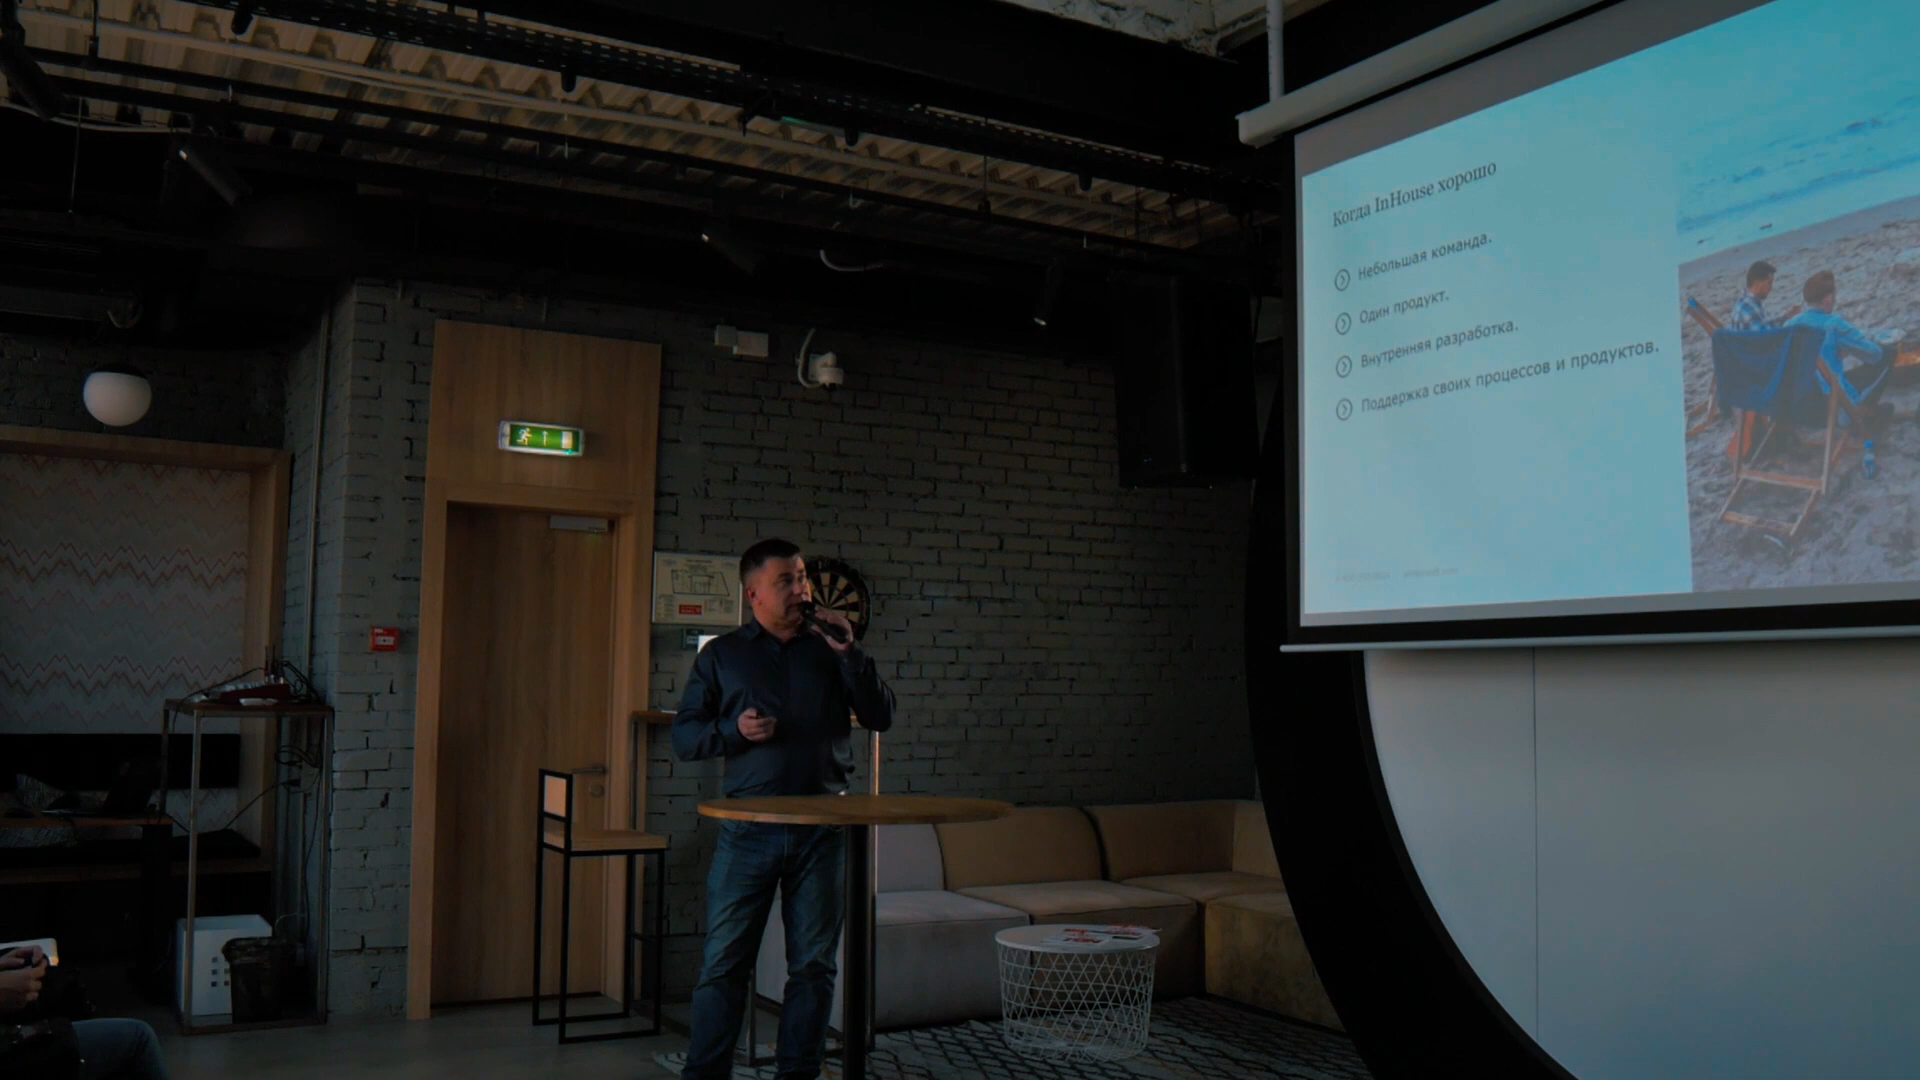 Когда InHouse хорошо
Небольшая команда.
Один продукт.
Внутренняя разработка.
Поддержка своих процессов и продуктов.